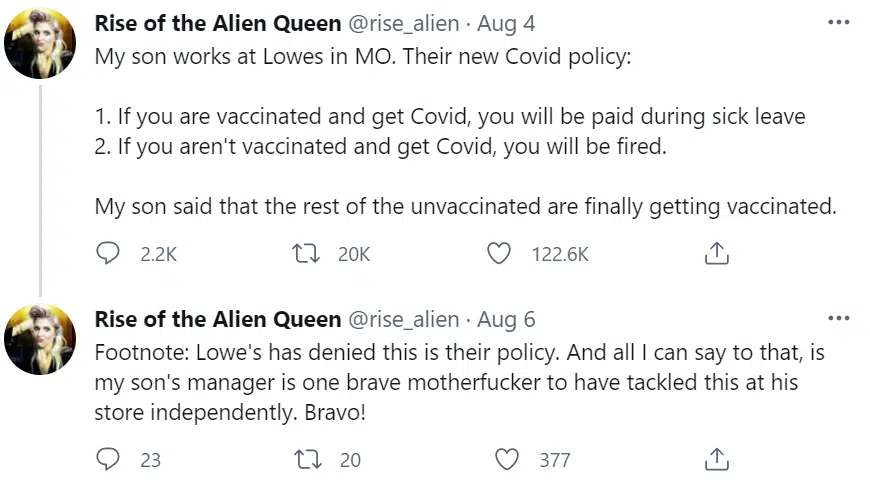 Rise of the Alien Queen @rise_alien · Aug 4
My son works at Lowes in MO. Their new Covid policy:
1. If you are vaccinated and get Covid, you will be paid during sick leave
2. If you aren't vaccinated and get Covid, you will be fired.
My son said that the rest of the unvaccinated are finally getting vaccinated.
2.2K 20K 122.6K
Rise of the Alien Queen @rise_alien · Aug 6
Footnote: Lowe's has denied this is their policy. And all I can say to that, is
my son's manager is one brave motherfucker to have tackled this at his
store independently. Bravo!
23 20 377